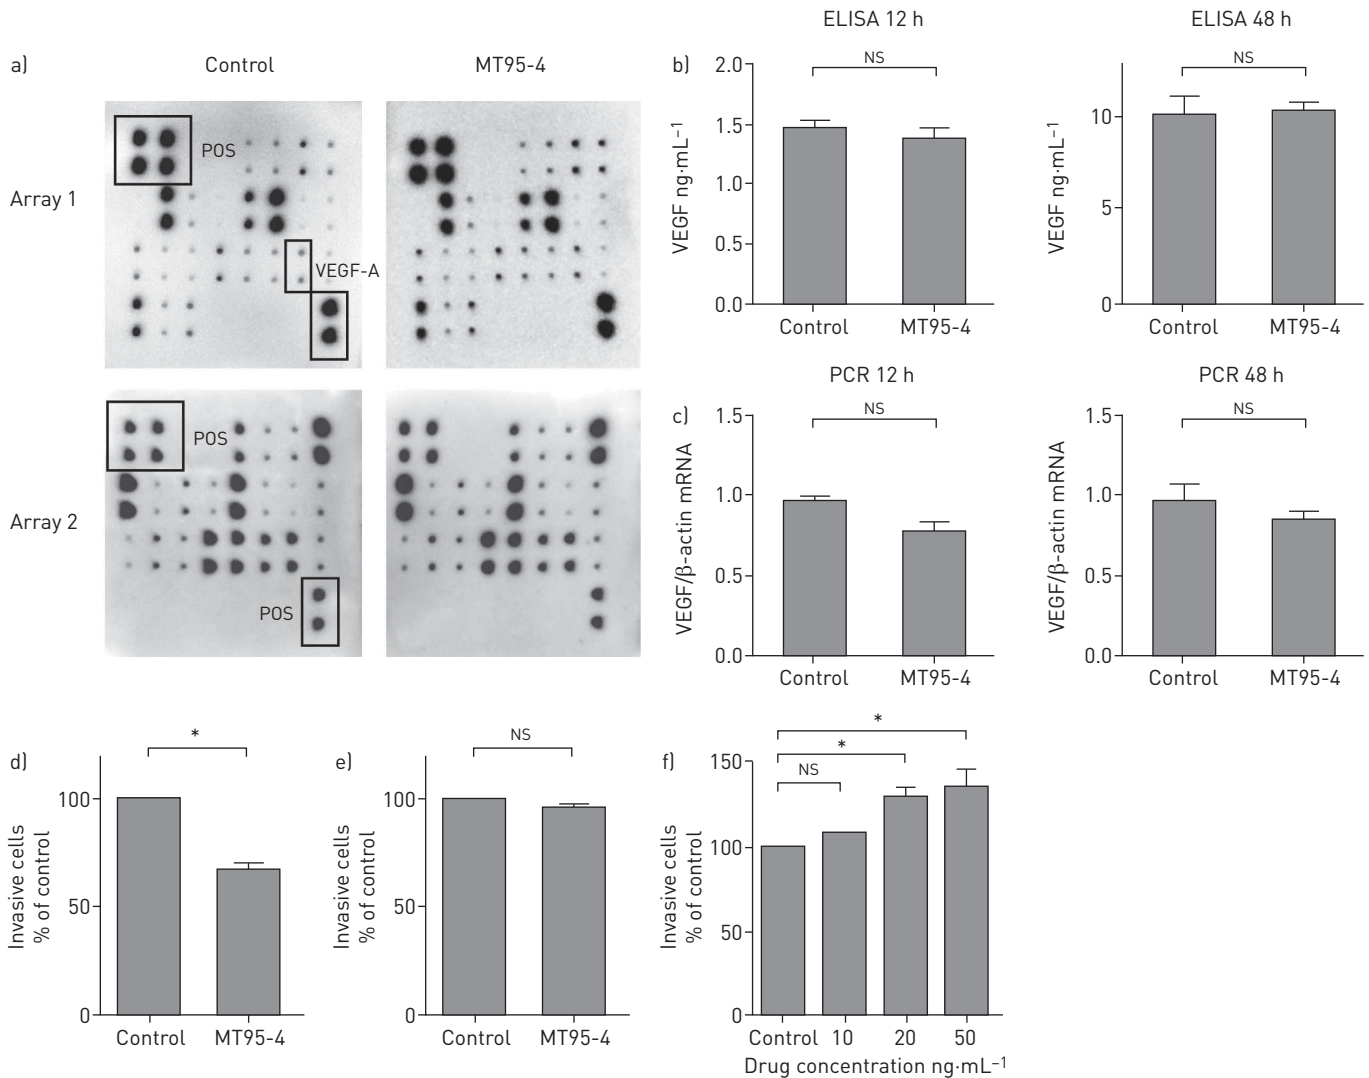 a)
Control
MT95-4
Array 1
POS
VEGF-A
Array 2
POS
POS
b)
ELISA 12 h
NS
VEGF ng·mL⁻¹
2.0
1.5
1.0
0.5
0.0
Control
MT95-4
ELISA 48 h
NS
VEGF ng·mL⁻¹
10
5
0
Control
MT95-4
c)
PCR 12 h
NS
VEGF/β-actin mRNA
1.5
1.0
0.5
0.0
Control
MT95-4
PCR 48 h
NS
VEGF/β-actin mRNA
1.5
1.0
0.5
0.0
Control
MT95-4
d)
*
Invasive cells
% of control
100
50
0
Control
MT95-4
e)
NS
Invasive cells
% of control
100
50
0
Control
MT95-4
f)
*
*
NS
Invasive cells
% of control
150
100
50
0
Control 10 20 50
Drug concentration ng·mL⁻¹